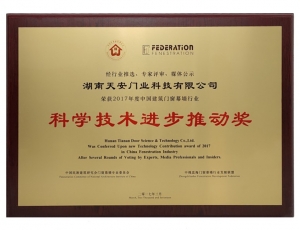 FEDERATION
FENESTRATION
经行业推选，专家评审，媒体公示
湖南天安门业科技有限公司
荣获2017年度中国建筑门窗幕墙行业
科学技术进步推动奖
Hunan Tianan Door Science & Technology Co.,Ltd.
Was Conferred Upon new Technology Contribution award of 2017
in China Fenestration Industry
After Several Rounds of Voting by Experts, Media Professionals and Insiders